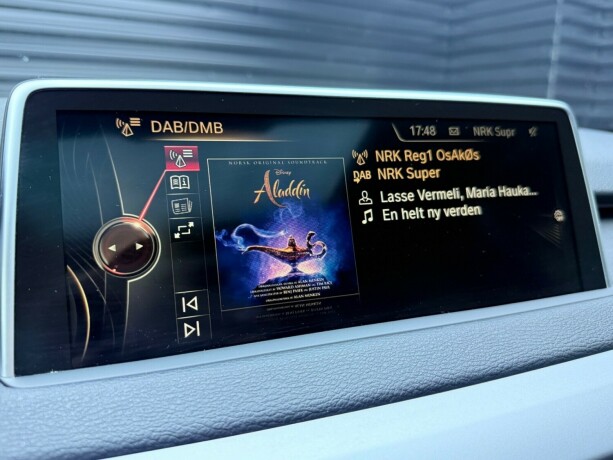 DAB/DMB
17:48
NRK Supr
NORSK ORIGINAL SOUNDTRACK
Disney
Aladdin
NRK Reg1 OsAkØs
DAB NRK Super
Lasse Vermeli, Maria Hauka...
En helt ny verden